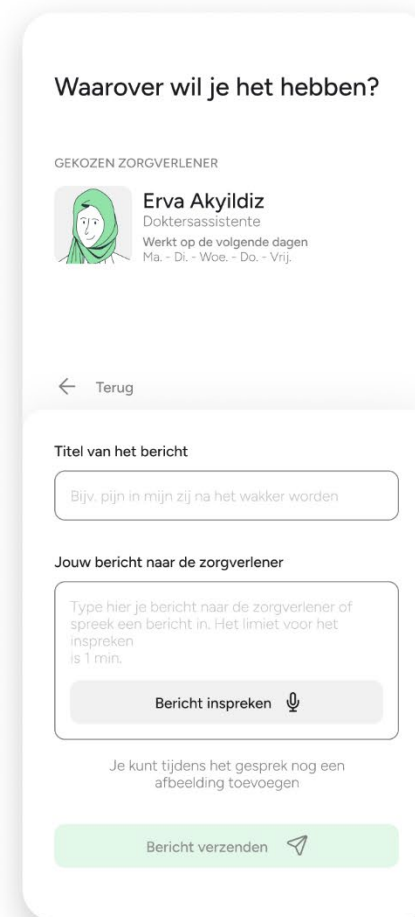 Waarover wil je het hebben?
GEKOZEN ZORGVERLENER
Erva Akyildiz
Doktersassistente
Werkt op de volgende dagen
Ma. - Di. - Woe. - Do. - Vrij.
Terug
Titel van het bericht
Bijv. pijn in mijn zij na het wakker worden
Jouw bericht naar de zorgverlener
Type hier je bericht naar de zorgverlener of
spreek een bericht in. Het limiet voor het
inspreken
is 1 min.
Bericht inspreken
Je kunt tijdens het gesprek nog een
afbeelding toevoegen
Bericht verzenden